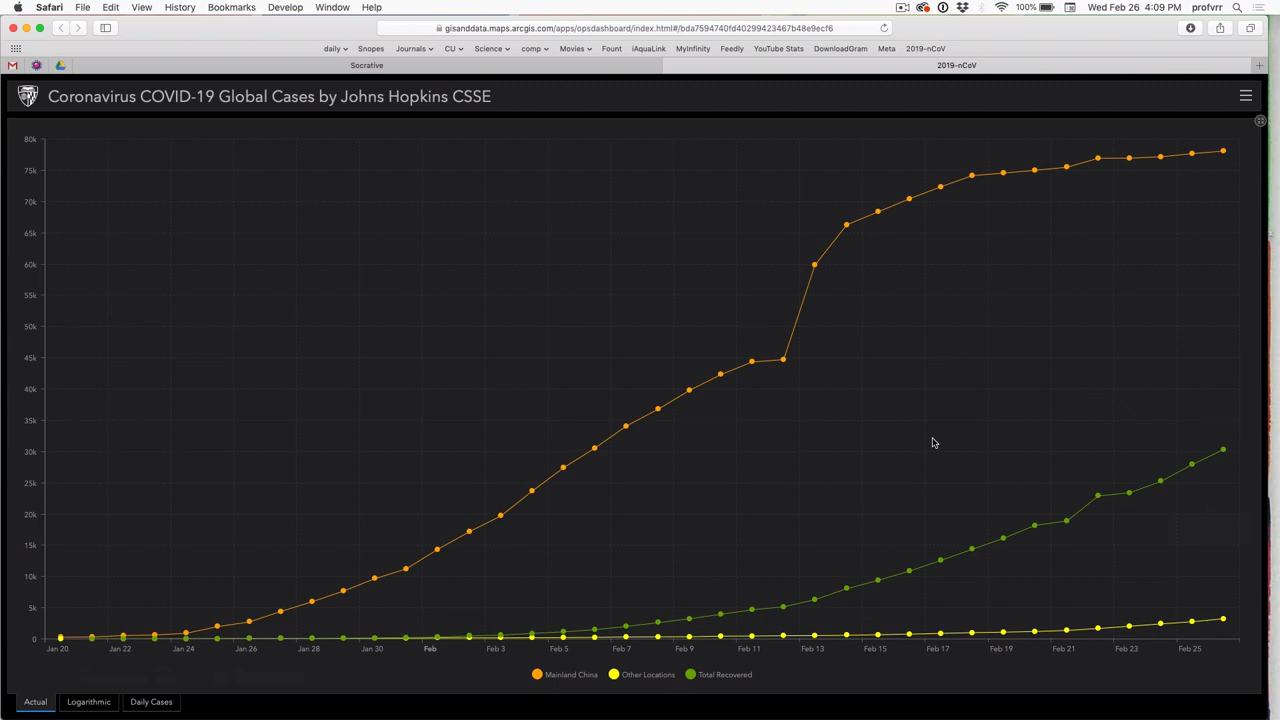 Safari File Edit View History Bookmarks Develop Window Help 100% Wed Feb 26 4:09 PM profvrr
gisanddata.maps.arcgis.com/apps/opsdashboard/index.html#/bda7594740fd40299423467b48e9ecf6
daily Snopes Journals CU Science comp Movies Fount iAquaLink MyInfinity Feedly YouTube Stats DownloadGram Meta 2019-nCoV
Socrative 2019-nCoV
Coronavirus COVID-19 Global Cases by Johns Hopkins CSSE
80k
75k
70k
65k
60k
55k
50k
45k
40k
35k
30k
25k
20k
15k
10k
5k
0
Jan 20 Jan 22 Jan 24 Jan 26 Jan 28 Jan 30 Feb Feb 3 Feb 5 Feb 7 Feb 9 Feb 11 Feb 13 Feb 15 Feb 17 Feb 19 Feb 21 Feb 23 Feb 25
Mainland China Other Locations Total Recovered
Actual Logarithmic Daily Cases